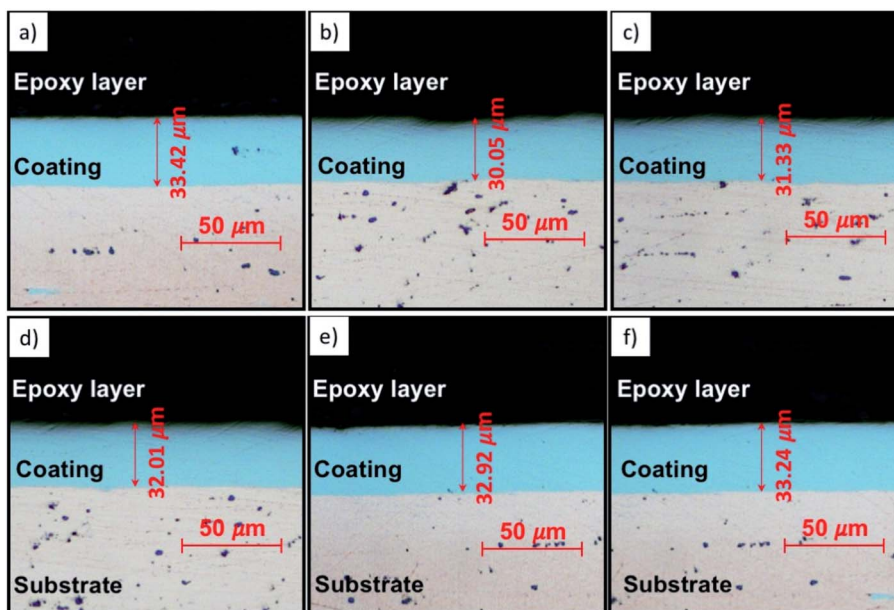 a)
Epoxy layer
Coating
33.42 μm
50 μm
b)
Epoxy layer
Coating
30.05 μm
50 μm
c)
Epoxy layer
Coating
31.33 μm
50 μm
d)
Epoxy layer
Coating
32.01 μm
50 μm
Substrate
e)
Epoxy layer
Coating
32.92 μm
50 μm
Substrate
f)
Epoxy layer
Coating
33.24 μm
50 μm
Substrate